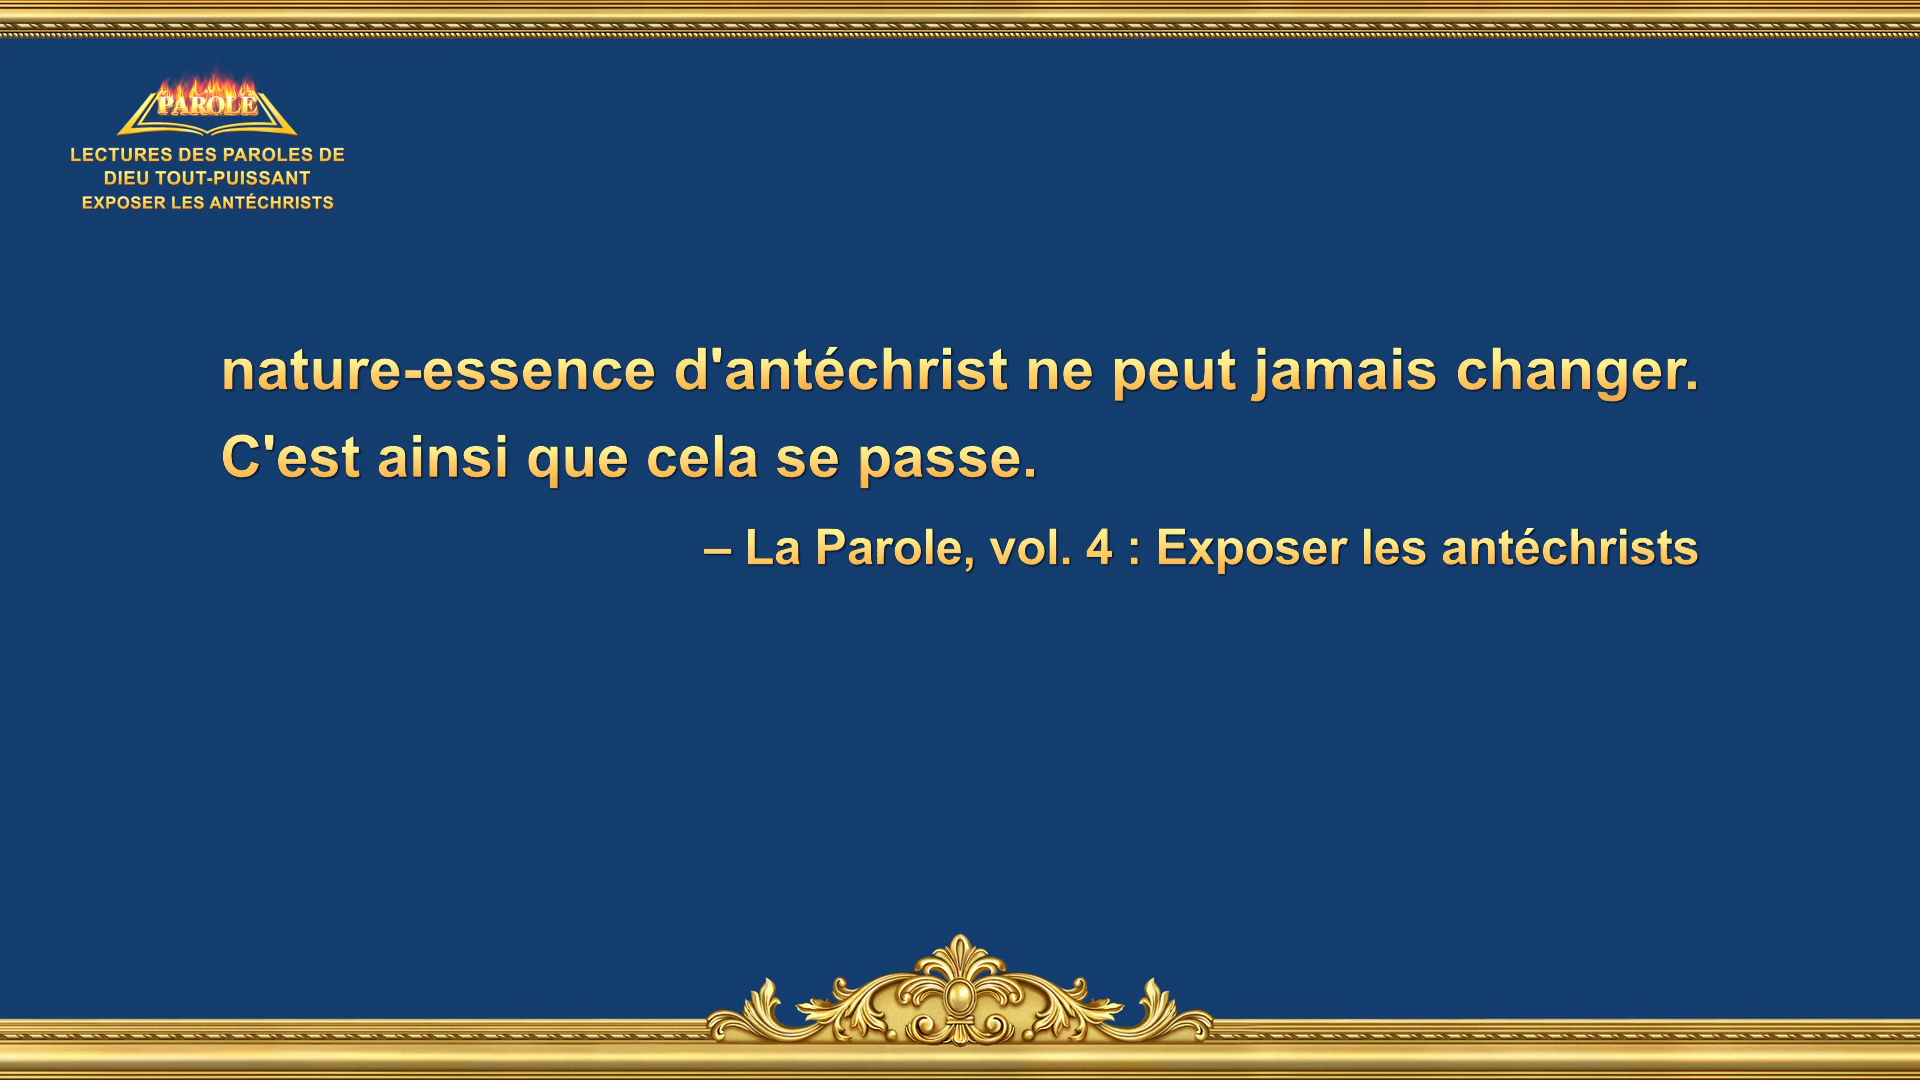 PAROLE
LECTURES DES PAROLES DE
DIEU TOUT-PUISSANT
EXPOSER LES ANTÉCHRISTS
nature-essence d'antéchrist ne peut jamais changer.
C'est ainsi que cela se passe.
– La Parole, vol. 4 : Exposer les antéchrists